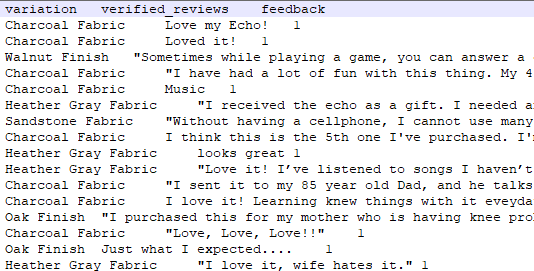 variation verified_reviews feedback
Charcoal Fabric Love my Echo! 1
Charcoal Fabric Loved it! 1
Walnut Finish "Sometimes while playing a game, you can answer a
Charcoal Fabric "I have had a lot of fun with this thing. My 4
Charcoal Fabric Music 1
Heather Gray Fabric "I received the echo as a gift. I needed
Sandstone Fabric "Without having a cellphone, I cannot use many
Charcoal Fabric I think this is the 5th one I've purchased.
Heather Gray Fabric looks great 1
Heather Gray Fabric "Love it! I’ve listened to songs I haven’t
Charcoal Fabric "I sent it to my 85 year old Dad, and he talks
Charcoal Fabric I love it! Learning knew things with it eveyda
Oak Finish "I purchased this for my mother who is having knee
Charcoal Fabric "Love, Love, Love!!" 1
Oak Finish Just what I expected.... 1
Heather Gray Fabric "I love it, wife hates it." 1